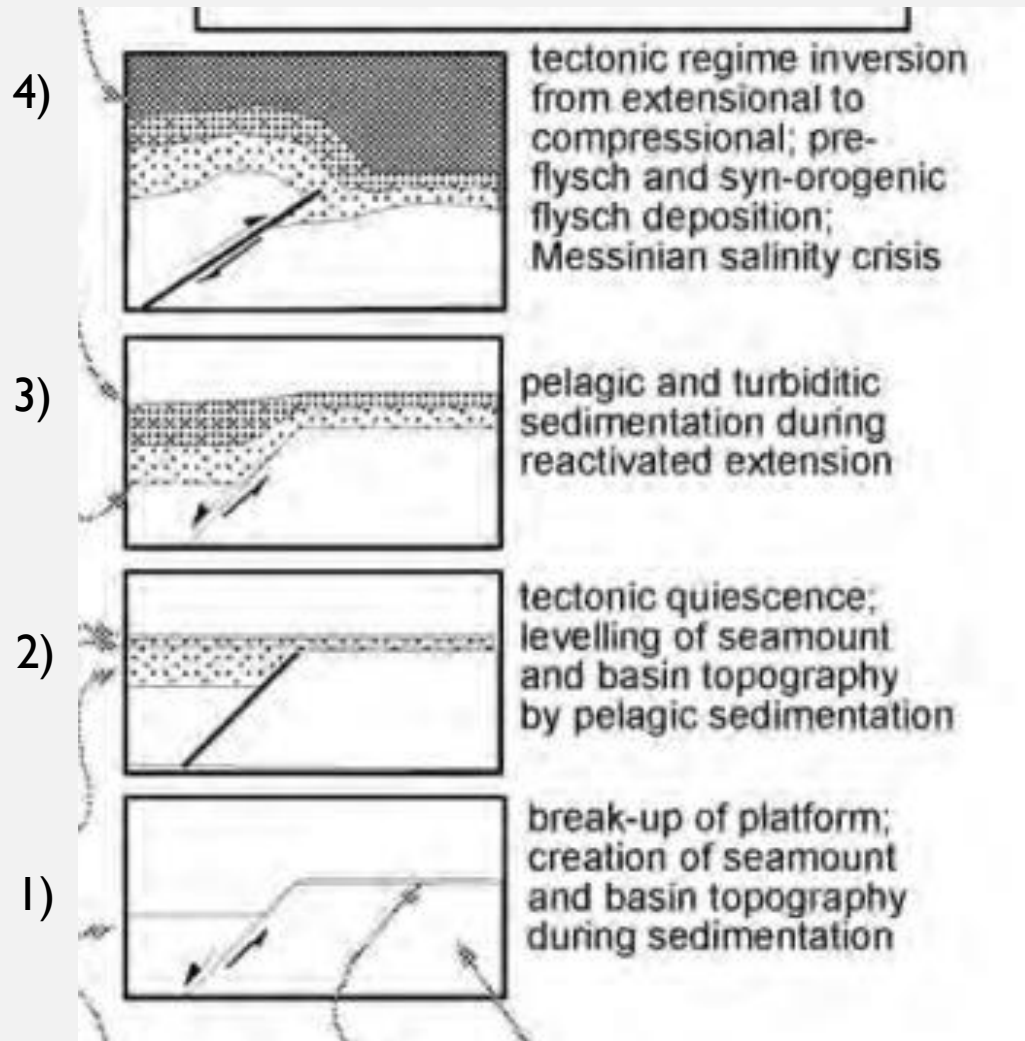 4)
tectonic regime inversion
from extensional to
compressional; pre-
flysch and syn-orogenic
flysch deposition;
Messinian salinity crisis
3)
pelagic and turbiditic
sedimentation during
reactivated extension
2)
tectonic quiescence;
levelling of seamount
and basin topography
by pelagic sedimentation
1)
break-up of platform;
creation of seamount
and basin topography
during sedimentation